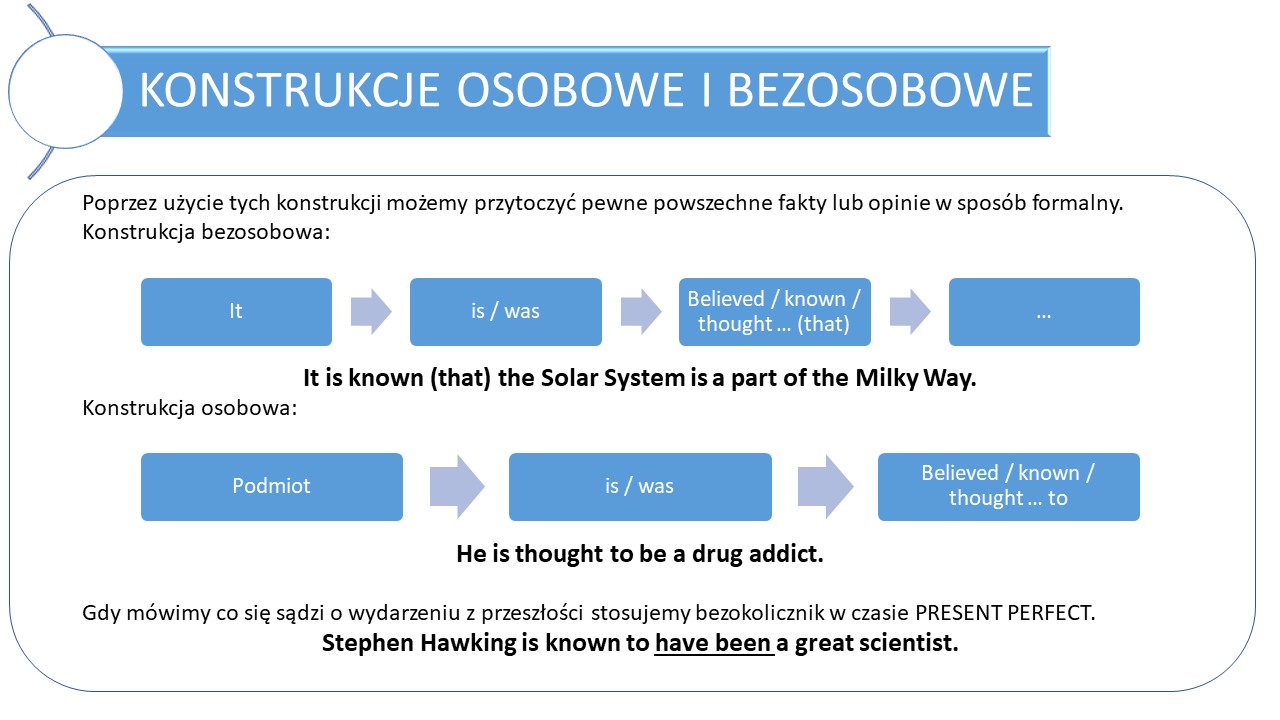 KONSTRUKCJE OSOBOWE I BEZOSOBOWE
Poprzez użycie tych konstrukcji możemy przytoczyć pewne powszechne fakty lub opinie w sposób formalny.
Konstrukcja bezosobowa:
It
is / was
Believed / known /
thought ... (that)
...
It is known (that) the Solar System is a part of the Milky Way.
Konstrukcja osobowa:
Podmiot
is / was
Believed / known /
thought ... to
He is thought to be a drug addict.
Gdy mówimy co się sądzi o wydarzeniu z przeszłości stosujemy bezokolicznik w czasie PRESENT PERFECT.
Stephen Hawking is known to have been a great scientist.